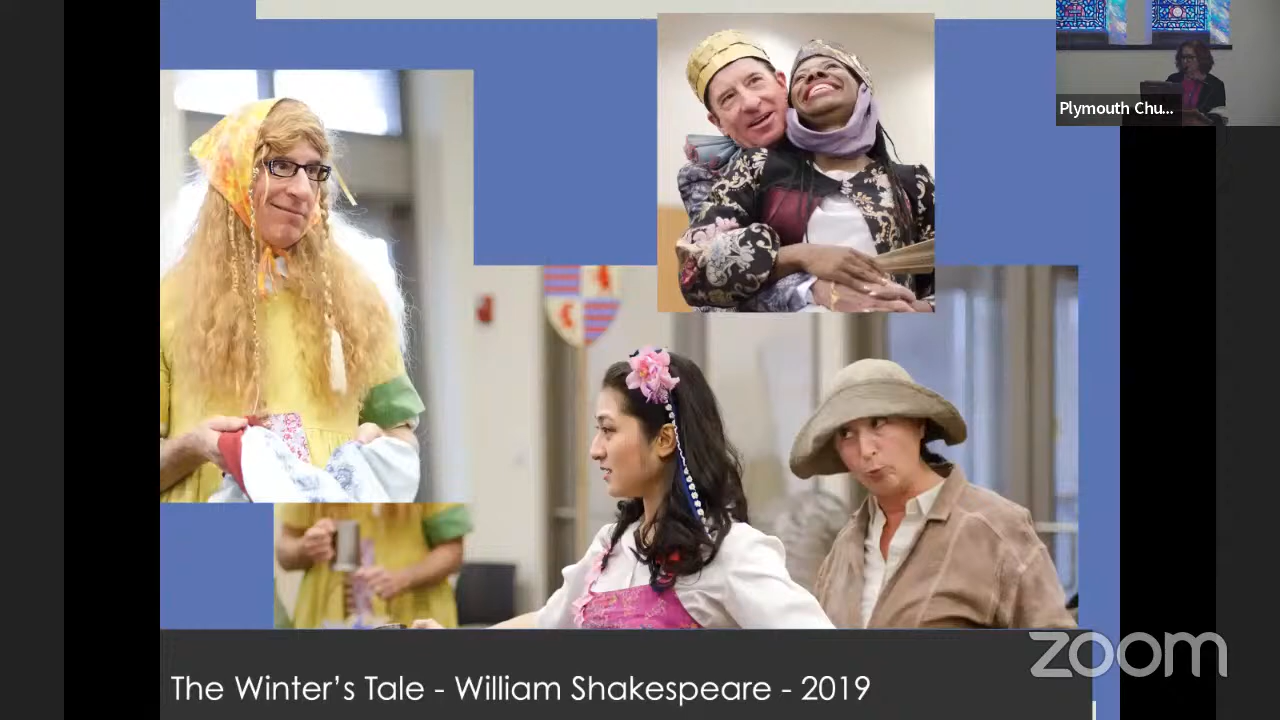 Plymouth Chu...
zoom
The Winter's Tale - William Shakespeare - 2019